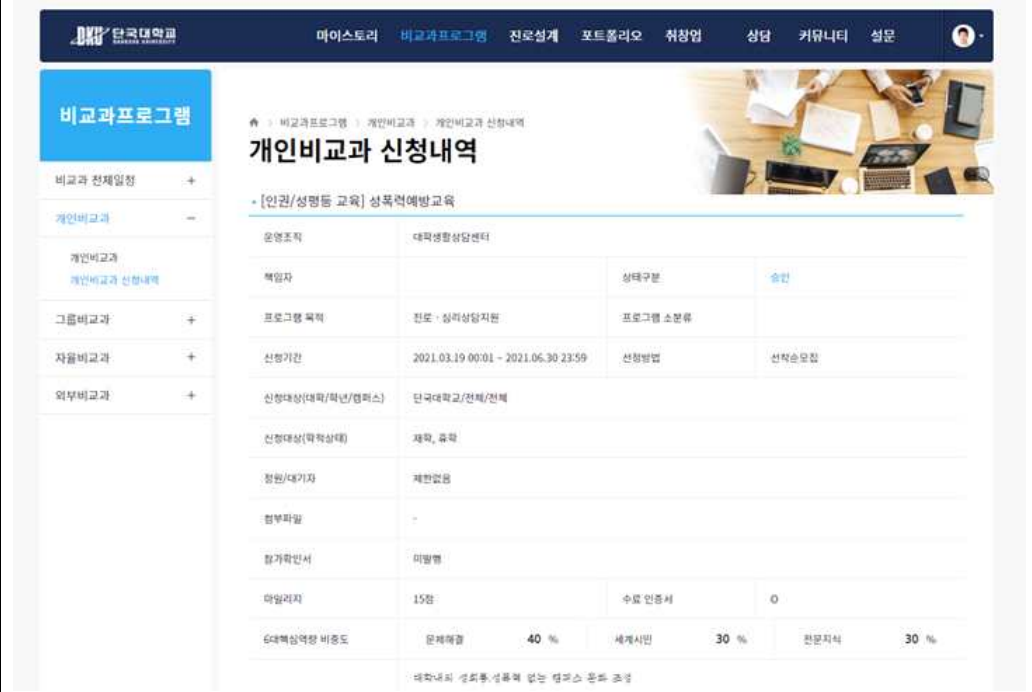 DKU 단국대학교
DANKOOK UNIVERSITY
마이스토리 비교과프로그램 진로설계 포트폴리오 취창업 상담 커뮤니티 설문
비교과프로그램
비교과 전체일정 +
개인비교과 −
개인비교과
개인비교과 신청내역
그룹비교과 +
자율비교과 +
외부비교과 +
비교과프로그램 > 개인비교과 > 개인비교과 신청내역
개인비교과 신청내역
[인권/성평등 교육] 성폭력예방교육
운영조직 대학생활상담센터
책임자 상태구분 승인
프로그램 목적 진로 · 심리상담지원 프로그램 소분류
신청기간 2021.03.19 00:01 ~ 2021.06.30 23:59 선정방법 선착순모집
신청대상(대학/학년/캠퍼스) 단국대학교/전체/전체
신청대상(학적상태) 재학, 휴학
정원/대기자 제한없음
첨부파일 -
참가확인서 미발행
마일리지 15점 수료 인증서 O
6대핵심역량 비중도 문제해결 40 % 세계시민 30 % 전문지식 30 %
대학내의 성희롱.성폭력 없는 캠퍼스 문화 조성